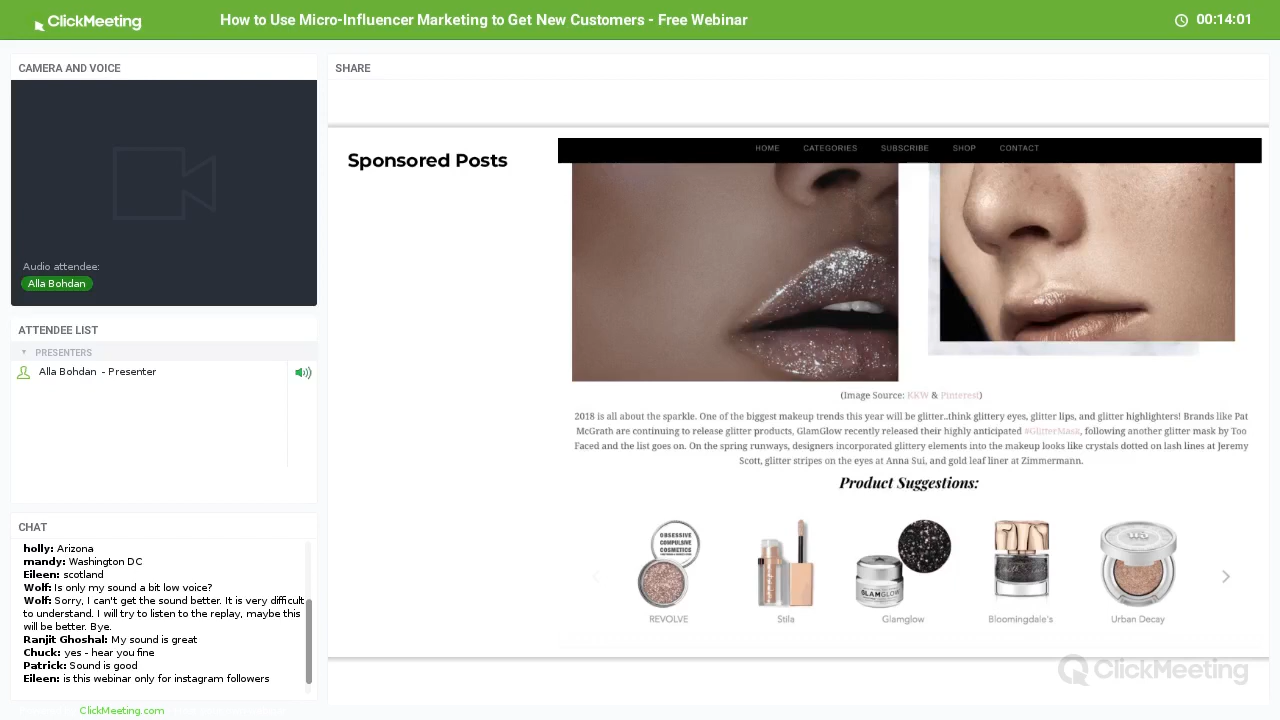 ClickMeeting
How to Use Micro-Influencer Marketing to Get New Customers - Free Webinar
00:14:01
CAMERA AND VOICE
Audio attendee:
Alla Bohdan
ATTENDEE LIST
PRESENTERS
Alla Bohdan - Presenter
CHAT
holly: Arizona
mandy: Washington DC
Eileen: scotland
Wolf: Is only my sound a bit low voice?
Wolf: Sorry, I can't get the sound better. It is very difficult
to understand. I will try to listen to the replay, maybe this
will be better. Bye.
Ranjit Ghoshal: My sound is great
Chuck: yes - hear you fine
Patrick: Sound is good
Eileen: is this webinar only for instagram followers
ClickMeeting.com
SHARE
Sponsored Posts
HOME CATEGORIES SUBSCRIBE SHOP CONTACT
(Image Source: KKW & Pinterest)
2018 is all about the sparkle. One of the biggest makeup trends this year will be glitter..think glittery eyes, glitter lips, and glitter highlighters! Brands like Pat
McGrath are continuing to release glitter products, GlamGlow recently released their highly anticipated #GlitterMask, following another glitter mask by Too
Faced and the list goes on. On the spring runways, designers incorporated glittery elements into the makeup looks like crystals dotted on lash lines at Jeremy
Scott, glitter stripes on the eyes at Anna Sui, and gold leaf liner at Zimmermann.
Product Suggestions:
OBSESSIVE
COMPULSIVE
COSMETICS
GLAMGLOW
REVOLVE
Stila
Glamglow
Bloomingdale's
Urban Decay
ClickMeeting